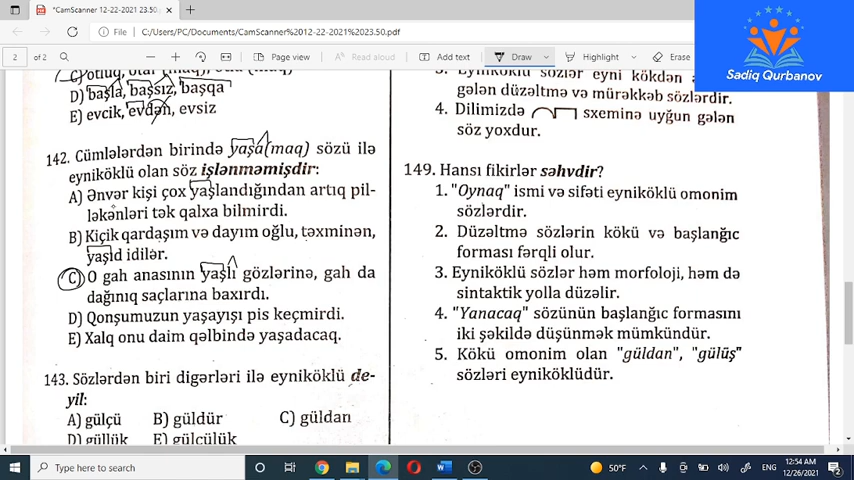 *CamScanner 12-22-2021 23.50.p
File
C:/Users/PC/Documents/CamScanner%2012-22-2021%2023.50.pdf
2
of 2
Page view
Read aloud
Add text
Draw
Highlight
Erase
Sadiq Qurbanov
D) başla, başsız, başqa
E) evcik, evdən, evsiz
142. Cümlələrdən birində yaşa(maq) sözü ilə
eyniköklü olan söz işlənməmişdir:
A) Ənvər kişi çox yaşlandığından artıq pil-
ləkənləri tək qalxa bilmirdi.
B) Kiçik qardaşım və dayım oğlu, təxminən,
yaşıd idilər.
C) O gah anasının yaşlı gözlərinə, gah da
dağınıq saçlarına baxırdı.
D) Qonşumuzun yaşayışı pis keçmirdi.
E) Xalq onu daim qəlbində yaşadacaq.
143. Sözlərdən biri digərləri ilə eyniköklü de-
yil:
A) gülçü B) güldür C) güldan
D) güllük E) gülçülük
3. Eyniköklü sözlər eyni kökdən
gələn düzəltmə və mürəkkəb sözlərdir.
4. Dilimizdə sxeminə uyğun gələn
söz yoxdur.
149. Hansı fikirlər səhvdir?
1. "Oynaq" ismi və sifəti eyniköklü omonim
sözlərdir.
2. Düzəltmə sözlərin kökü və başlanğıc
forması fərqli olur.
3. Eyniköklü sözlər həm morfoloji, həm də
sintaktik yolla düzəlir.
4. "Yanacaq" sözünün başlanğıc formasını
iki şəkildə düşünmək mümkündür.
5. Kökü omonim olan "güldan", "gülüş"
sözləri eyniköklüdür.
Type here to search
50°F
ENG
12:54 AM
12/26/2021
2